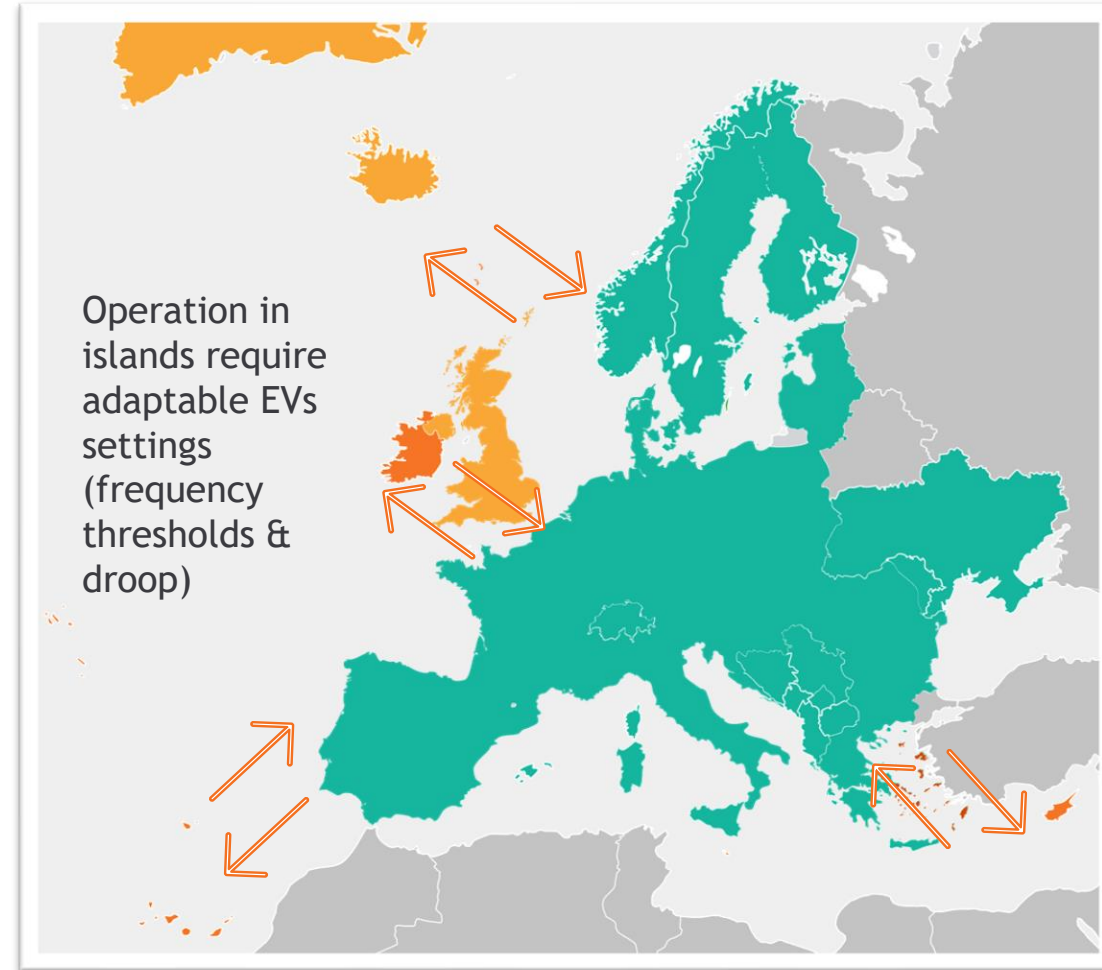 Operation in
islands require
adaptable EVs
settings
(frequency
thresholds &
droop)